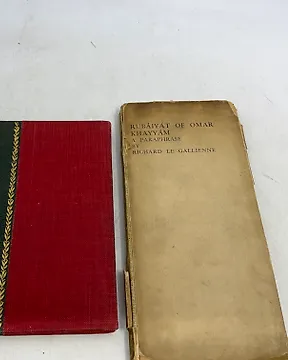 RUBÁIYÁT OF OMAR
KHAYYÁM
A PARAPHRASE
BY
RICHARD LE GALLIENNE